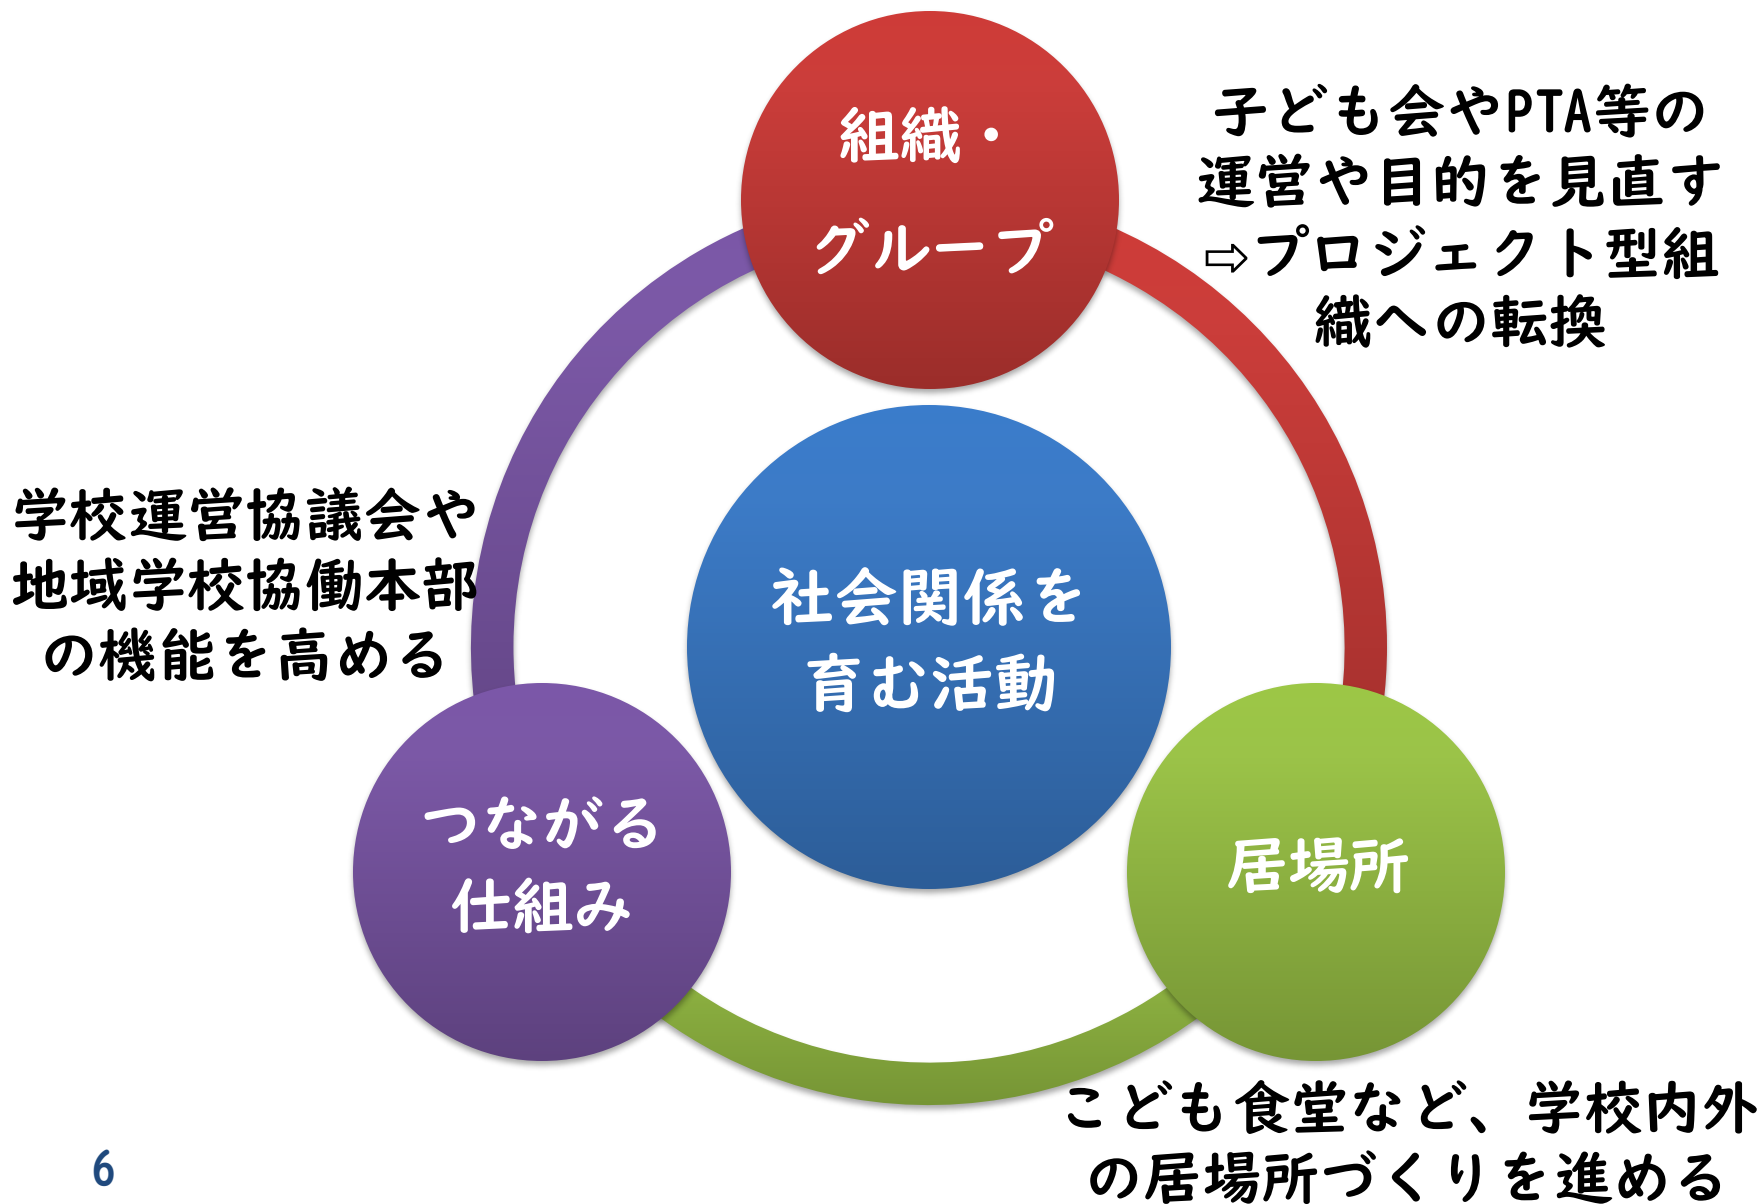 組織・
グループ
子ども会やPTA等の
運営や目的を見直す
⇨プロジェクト型組
織への転換
学校運営協議会や
地域学校協働本部
の機能を高める
社会関係を
育む活動
つながる
仕組み
居場所
こども食堂など、学校内外
の居場所づくりを進める
6